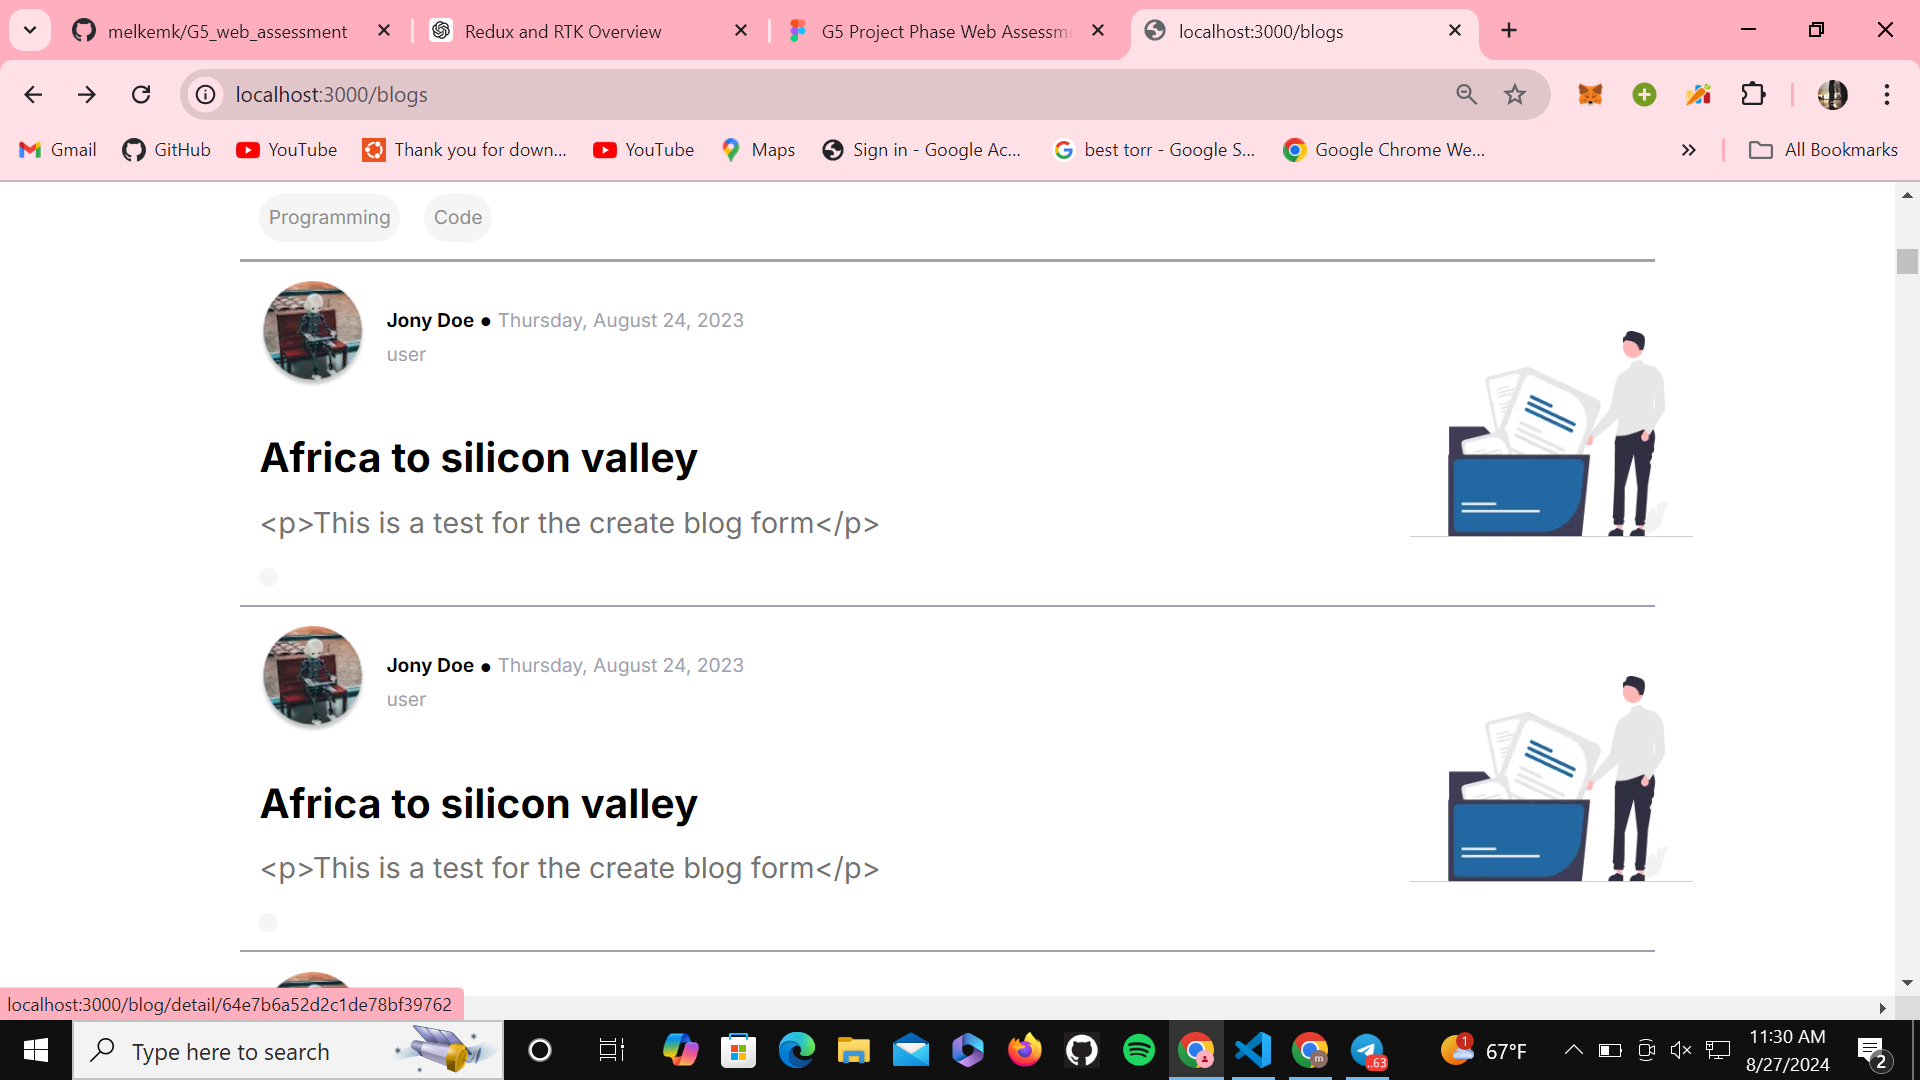 melkemk/G5_web_assessment
Redux and RTK Overview
G5 Project Phase Web Assessm
localhost:3000/blogs
localhost:3000/blogs
Gmail
GitHub
YouTube
Thank you for down...
YouTube
Maps
Sign in - Google Ac...
best torr - Google S...
Google Chrome We...
All Bookmarks
Programming
Code
Jony Doe ● Thursday, August 24, 2023
user
Africa to silicon valley
<p>This is a test for the create blog form</p>
Jony Doe ● Thursday, August 24, 2023
user
Africa to silicon valley
<p>This is a test for the create blog form</p>
localhost:3000/blog/detail/64e7b6a52d2c1de78bf39762
Type here to search
m
..63
1
67°F
11:30 AM
8/27/2024
2